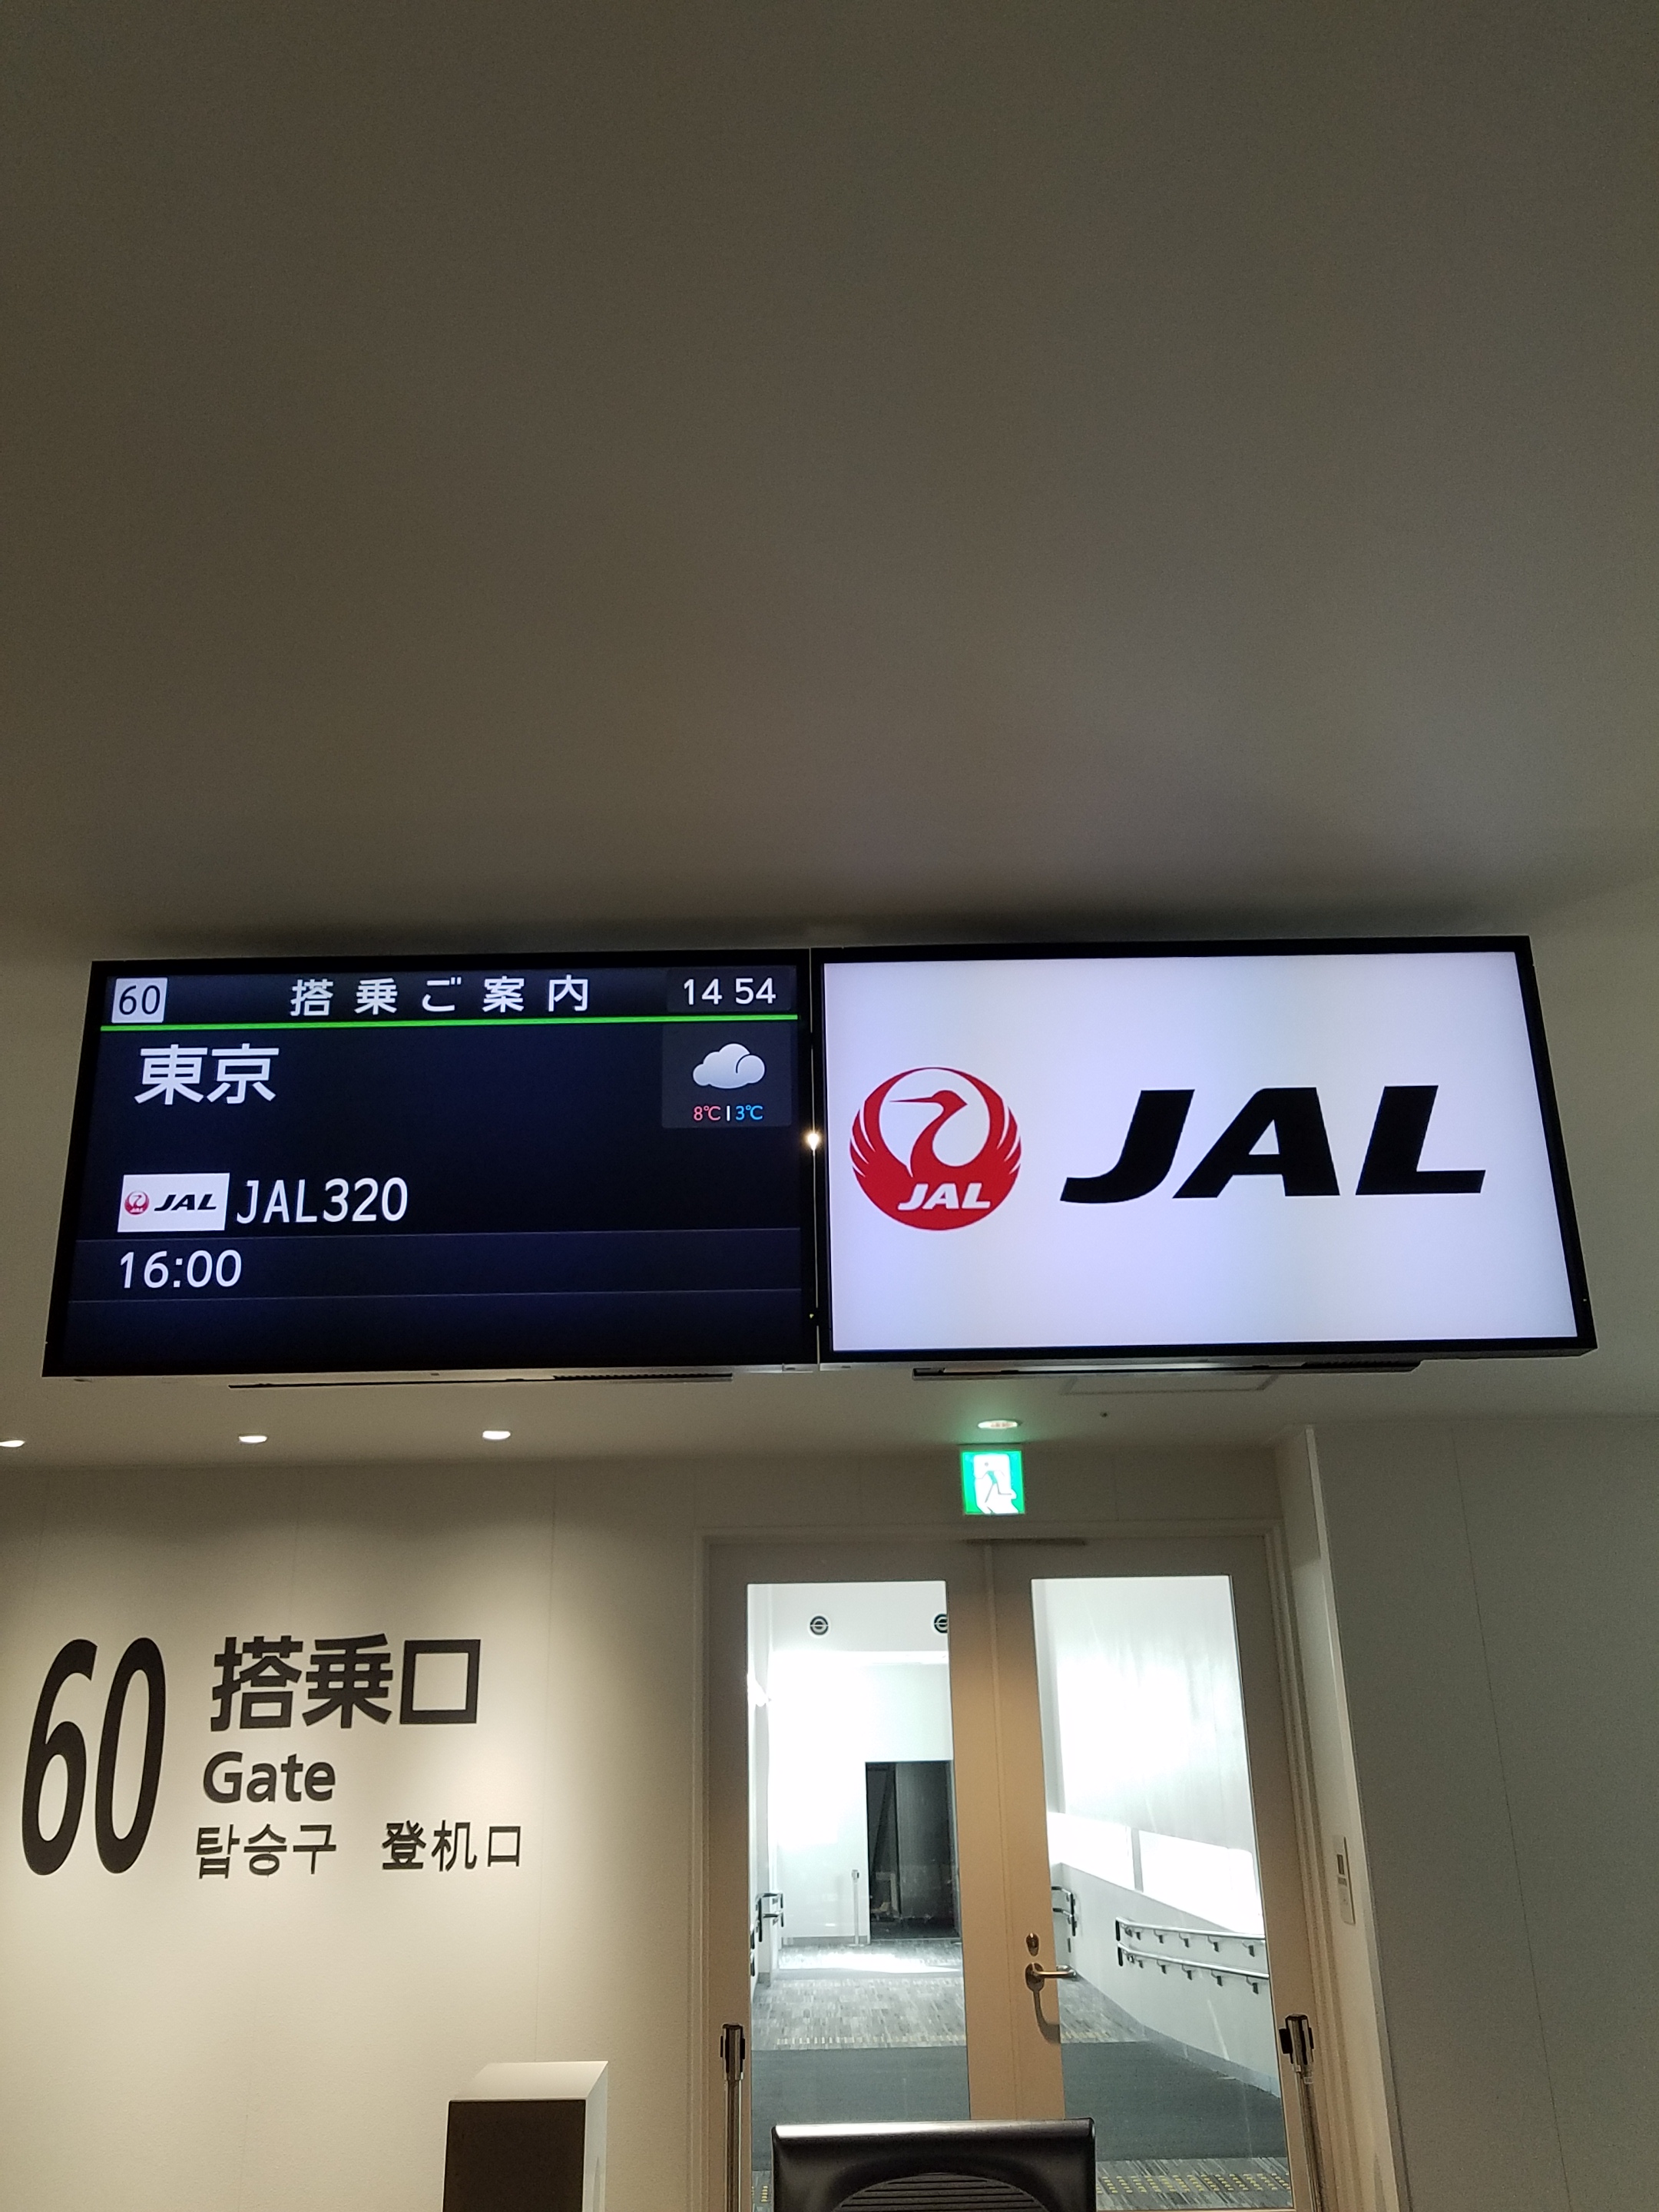 60 搭乗ご案内 14 54
東京
8℃ | 3℃
JAL JAL320
16:00
JAL JAL
60 搭乗口
Gate
탑승구 登机口